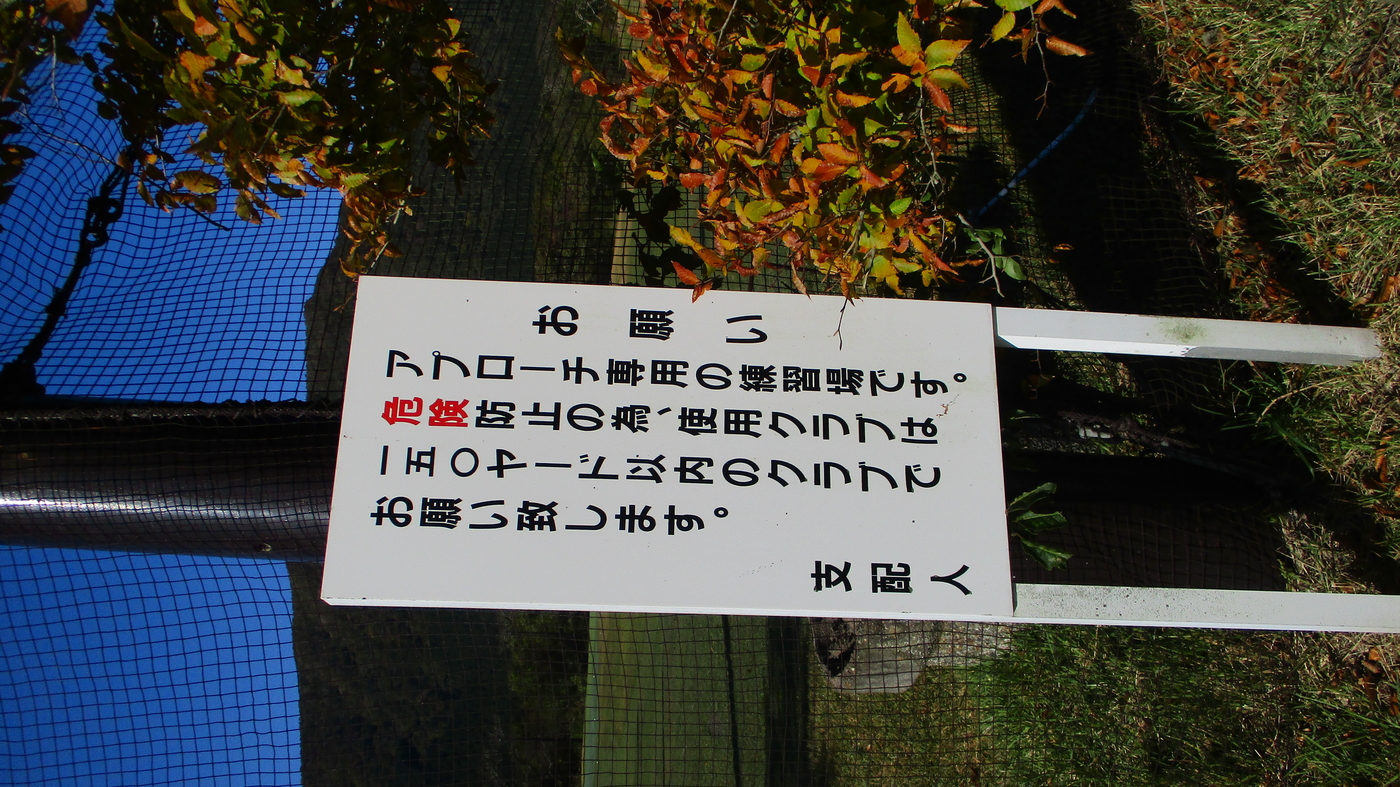 お願い
アプローチ専用の練習場です。
危険防止の為、使用クラブは
一五〇ヤード以内のクラブで
お願い致します。
支配人